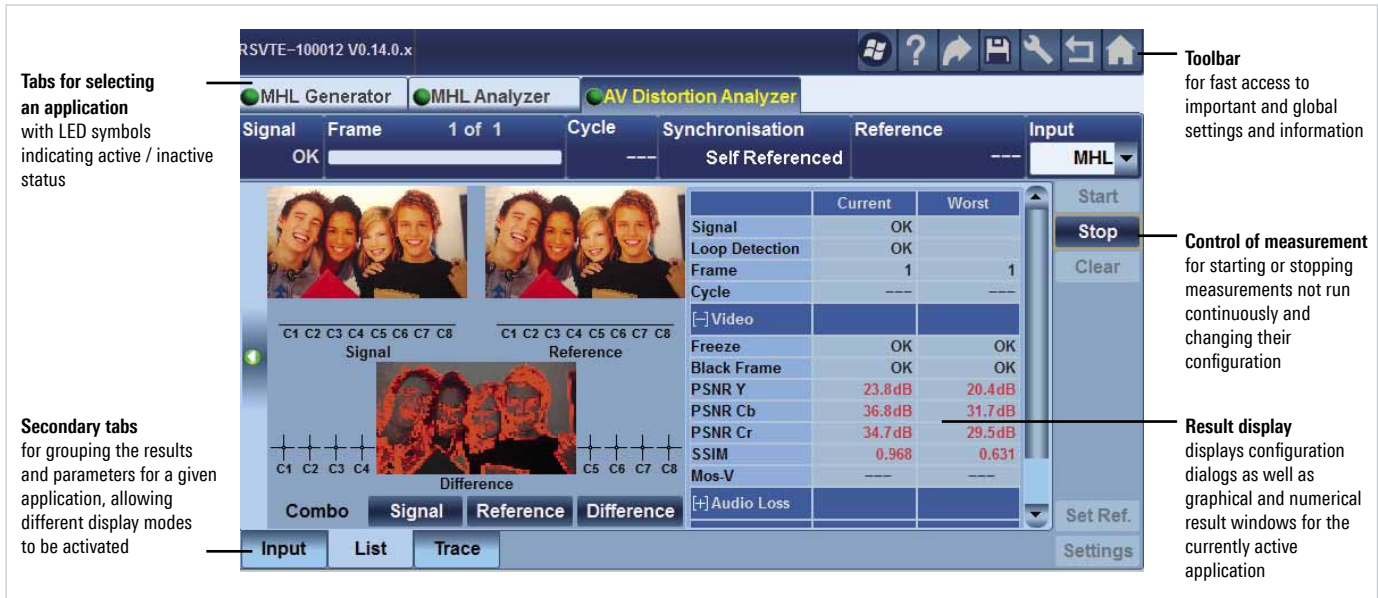 Tabs for selecting
an application
with LED symbols
indicating active / inactive
status
Secondary tabs
for grouping the results
and parameters for a given
application, allowing
different display modes
to be activated
RSVTE-100012 V0.14.0.x
?
MHL Generator
MHL Analyzer
AV Distortion Analyzer
Signal Frame 1 of 1 Cycle Synchronisation Reference Input
OK --- Self Referenced --- MHL
C1 C2 C3 C4 C5 C6 C7 C8
Signal
C1 C2 C3 C4 C5 C6 C7 C8
Reference
C1 C2 C3 C4
C5 C6 C7 C8
Difference
Combo Signal Reference Difference
Current Worst
Signal OK
Loop Detection OK
Frame 1 1
Cycle --- ---
[-] Video
Freeze OK OK
Black Frame OK OK
PSNR Y 23.8dB 20.4dB
PSNR Cb 36.8dB 31.7dB
PSNR Cr 34.7dB 29.5dB
SSIM 0.968 0.631
Mos-V --- ---
[+] Audio Loss
Start
Stop
Clear
Set Ref.
Settings
Input List Trace
Toolbar
for fast access to
important and global
settings and information
Control of measurement
for starting or stopping
measurements not run
continuously and
changing their
configuration
Result display
displays configuration
dialogs as well as
graphical and numerical
result windows for the
currently active
application